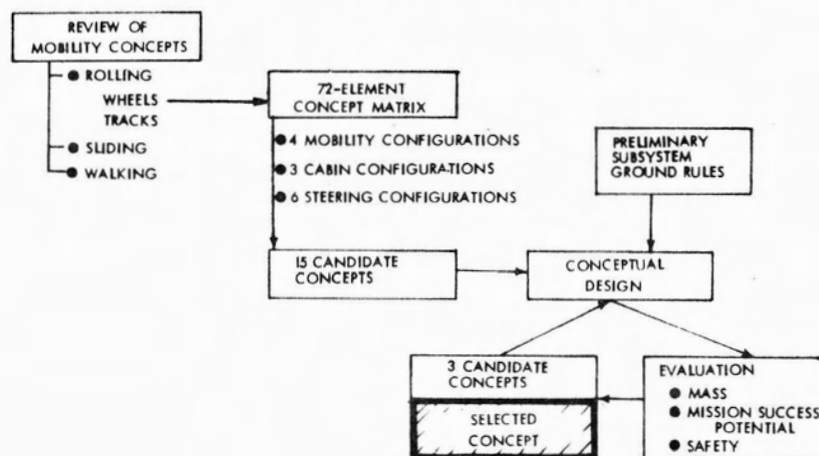 REVIEW OF
MOBILITY CONCEPTS
● ROLLING
WHEELS
TRACKS
● SLIDING
● WALKING
72-ELEMENT
CONCEPT MATRIX
● 4 MOBILITY CONFIGURATIONS
● 3 CABIN CONFIGURATIONS
● 6 STEERING CONFIGURATIONS
PRELIMINARY
SUBSYSTEM
GROUND RULES
15 CANDIDATE
CONCEPTS
CONCEPTUAL
DESIGN
3 CANDIDATE
CONCEPTS
SELECTED
CONCEPT
EVALUATION
● MASS
● MISSION SUCCESS
POTENTIAL
● SAFETY